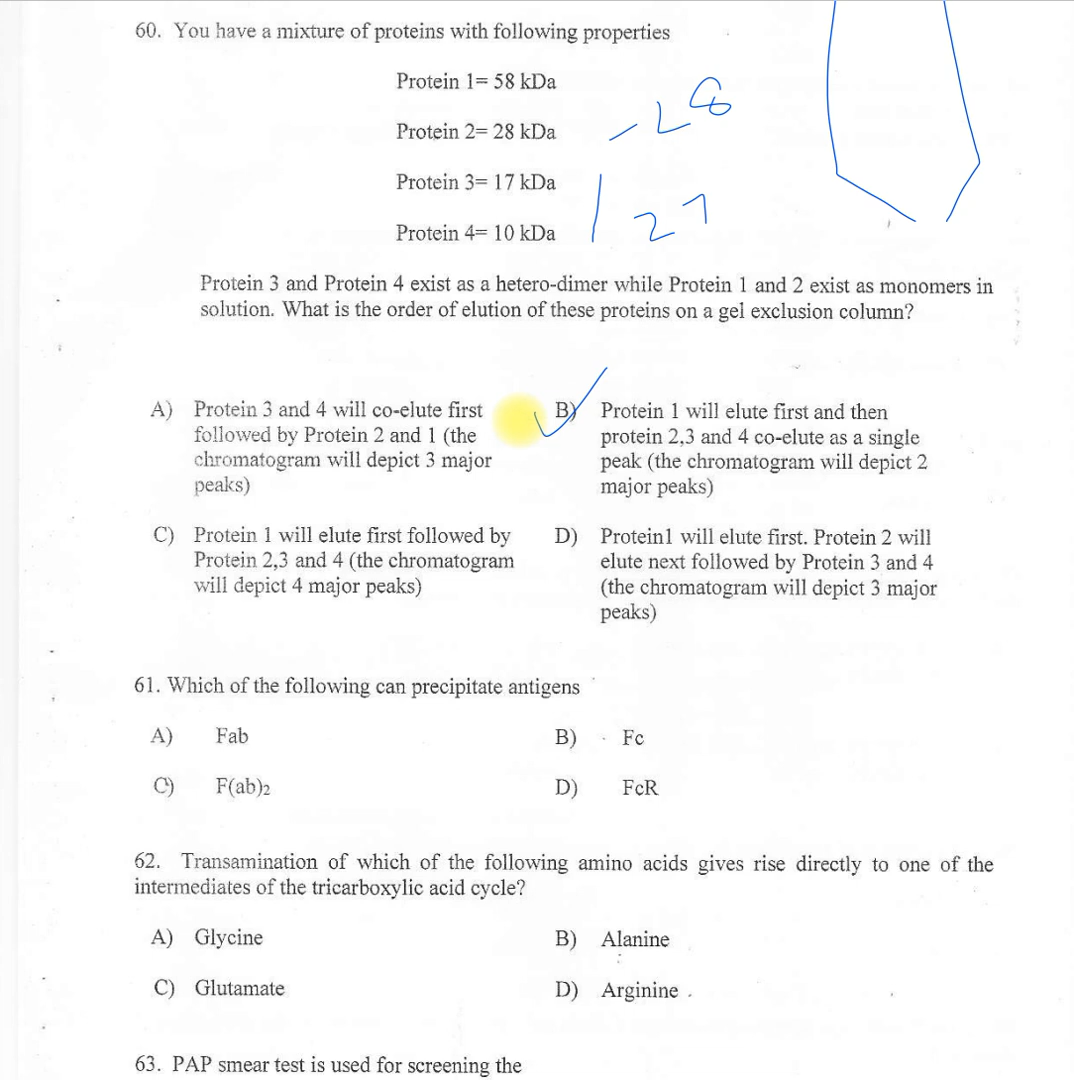 60. You have a mixture of proteins with following properties
Protein 1= 58 kDa
Protein 2= 28 kDa
– 28
Protein 3= 17 kDa
Protein 4= 10 kDa
27
Protein 3 and Protein 4 exist as a hetero-dimer while Protein 1 and 2 exist as monomers in
solution. What is the order of elution of these proteins on a gel exclusion column?
A) Protein 3 and 4 will co-elute first
followed by Protein 2 and 1 (the
chromatogram will depict 3 major
peaks)
B) Protein 1 will elute first and then
protein 2,3 and 4 co-elute as a single
peak (the chromatogram will depict 2
major peaks)
C) Protein 1 will elute first followed by
Protein 2,3 and 4 (the chromatogram
will depict 4 major peaks)
D) Protein1 will elute first. Protein 2 will
elute next followed by Protein 3 and 4
(the chromatogram will depict 3 major
peaks)
61. Which of the following can precipitate antigens
A) Fab
B) Fc
C) F(ab)2
D) FcR
62. Transamination of which of the following amino acids gives rise directly to one of the
intermediates of the tricarboxylic acid cycle?
A) Glycine
B) Alanine
C) Glutamate
D) Arginine
63. PAP smear test is used for screening the